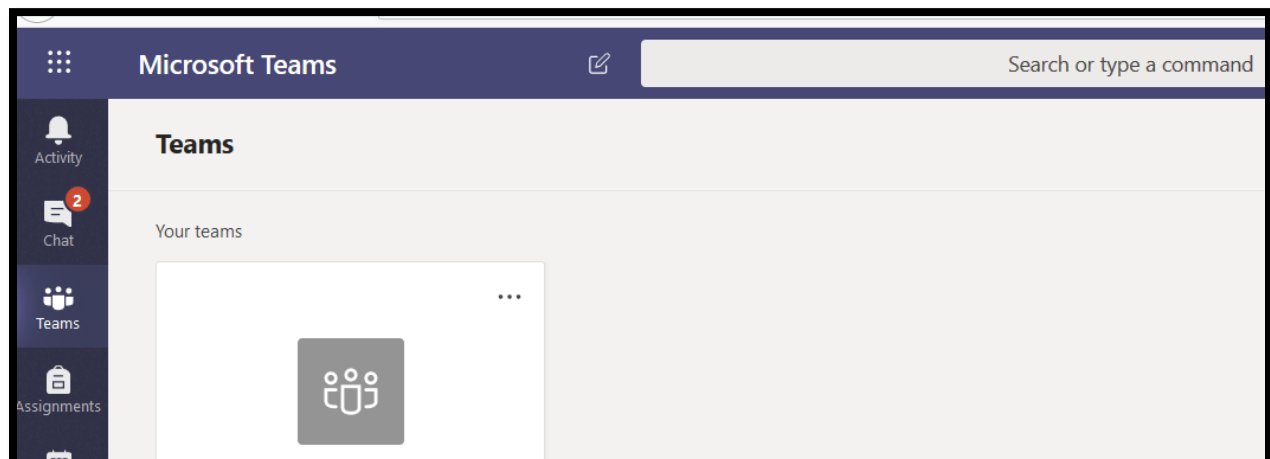 Microsoft Teams
Search or type a command
Activity
Teams
2
Chat
Your teams
Teams
Assignments